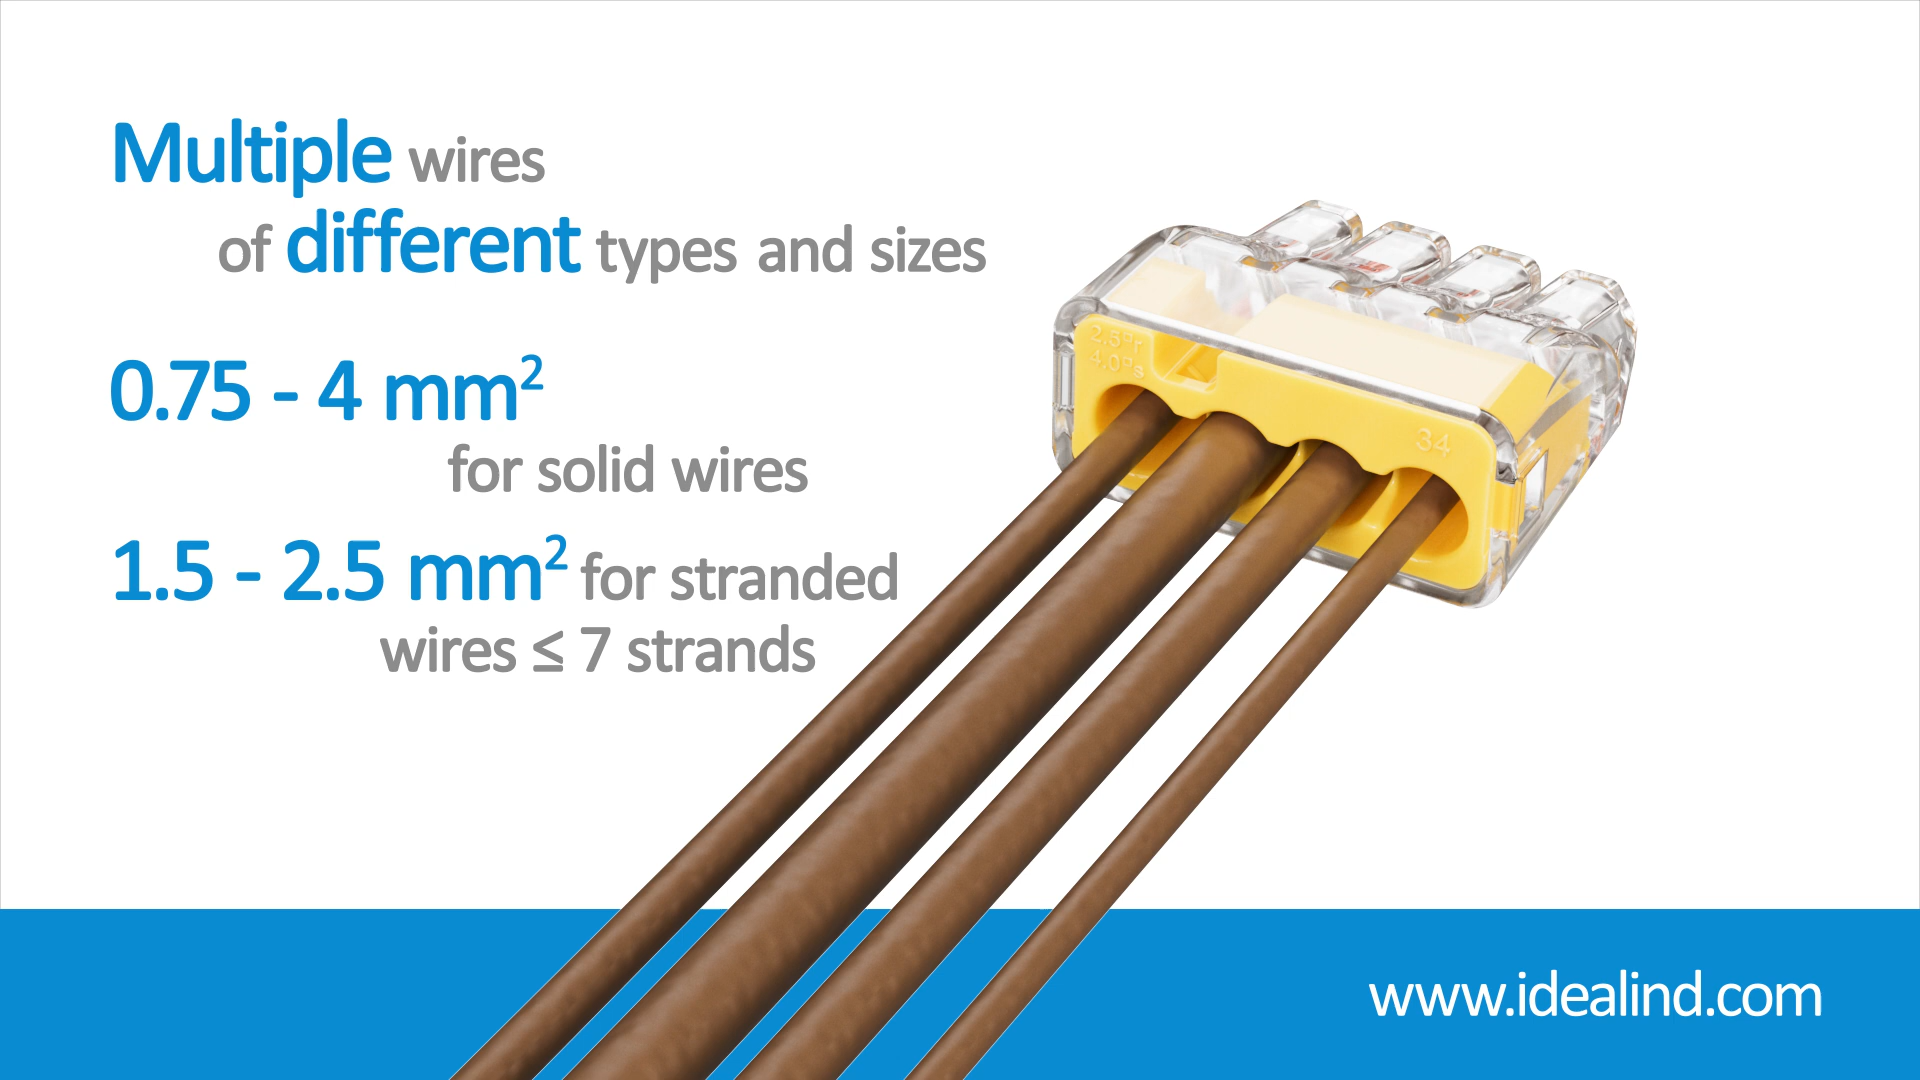 Multiple wires
of different types and sizes
0.75 - 4 mm²
for solid wires
1.5 - 2.5 mm² for stranded
wires ≤ 7 strands
34
www.idealind.com